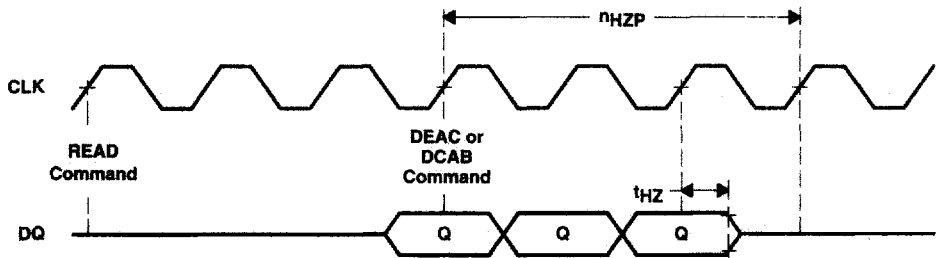 nHZP
CLK
READ
Command
DEAC or
DCAB
Command
tHZ
DQ
Q
Q
Q